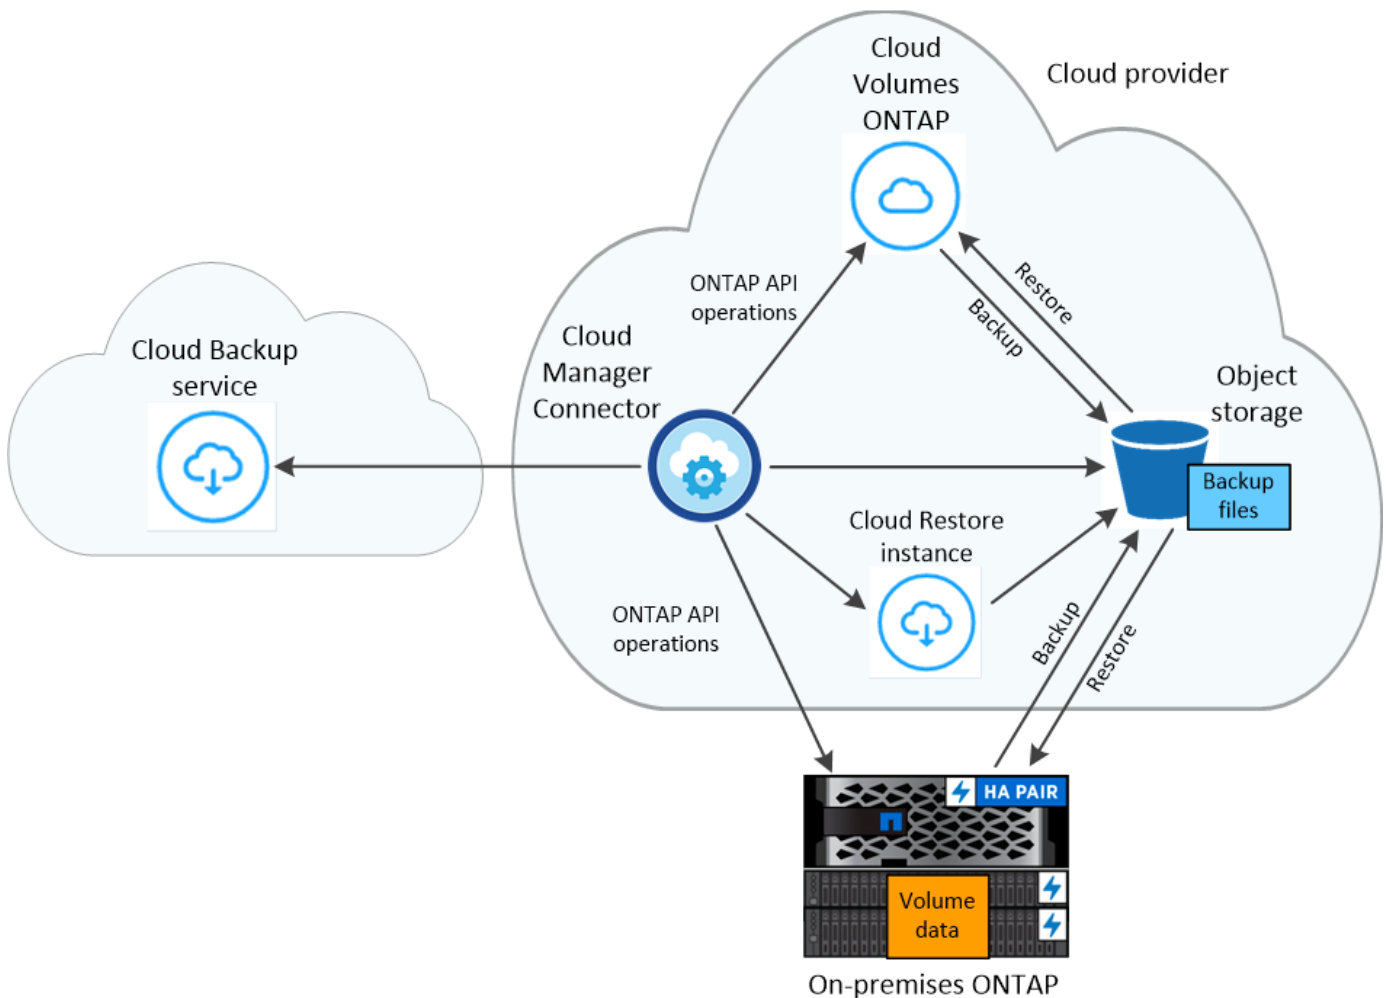 Cloud
Volumes
ONTAP
Cloud provider
ONTAP API
operations
Restore
Backup
Cloud Backup
service
Cloud
Manager
Connector
Object
storage
Backup
files
Cloud Restore
instance
ONTAP API
operations
Backup
Restore
HA PAIR
Volume
data
On-premises ONTAP